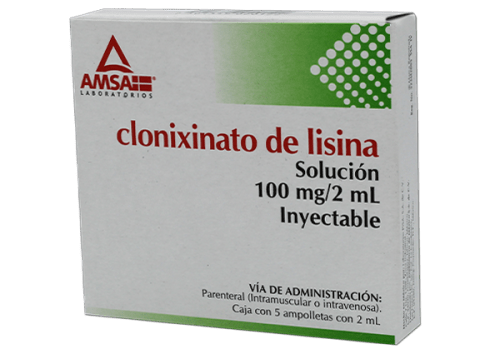 AMSA
LABORATORIOS
clonixinato de lisina
Solución
100 mg/2 mL
Inyectable
VÍA DE ADMINISTRACIÓN:
Parenteral (Intramuscular o intravenosa).
Caja con 5 ampolletas con 2 mL